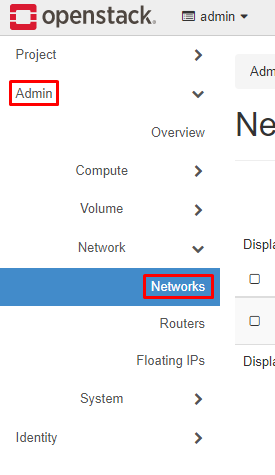 openstack. admin
Project
Admin Adm
Overview Ne
Compute
Volume
Network Displa
Networks
Routers
Floating IPs Displa
System
Identity